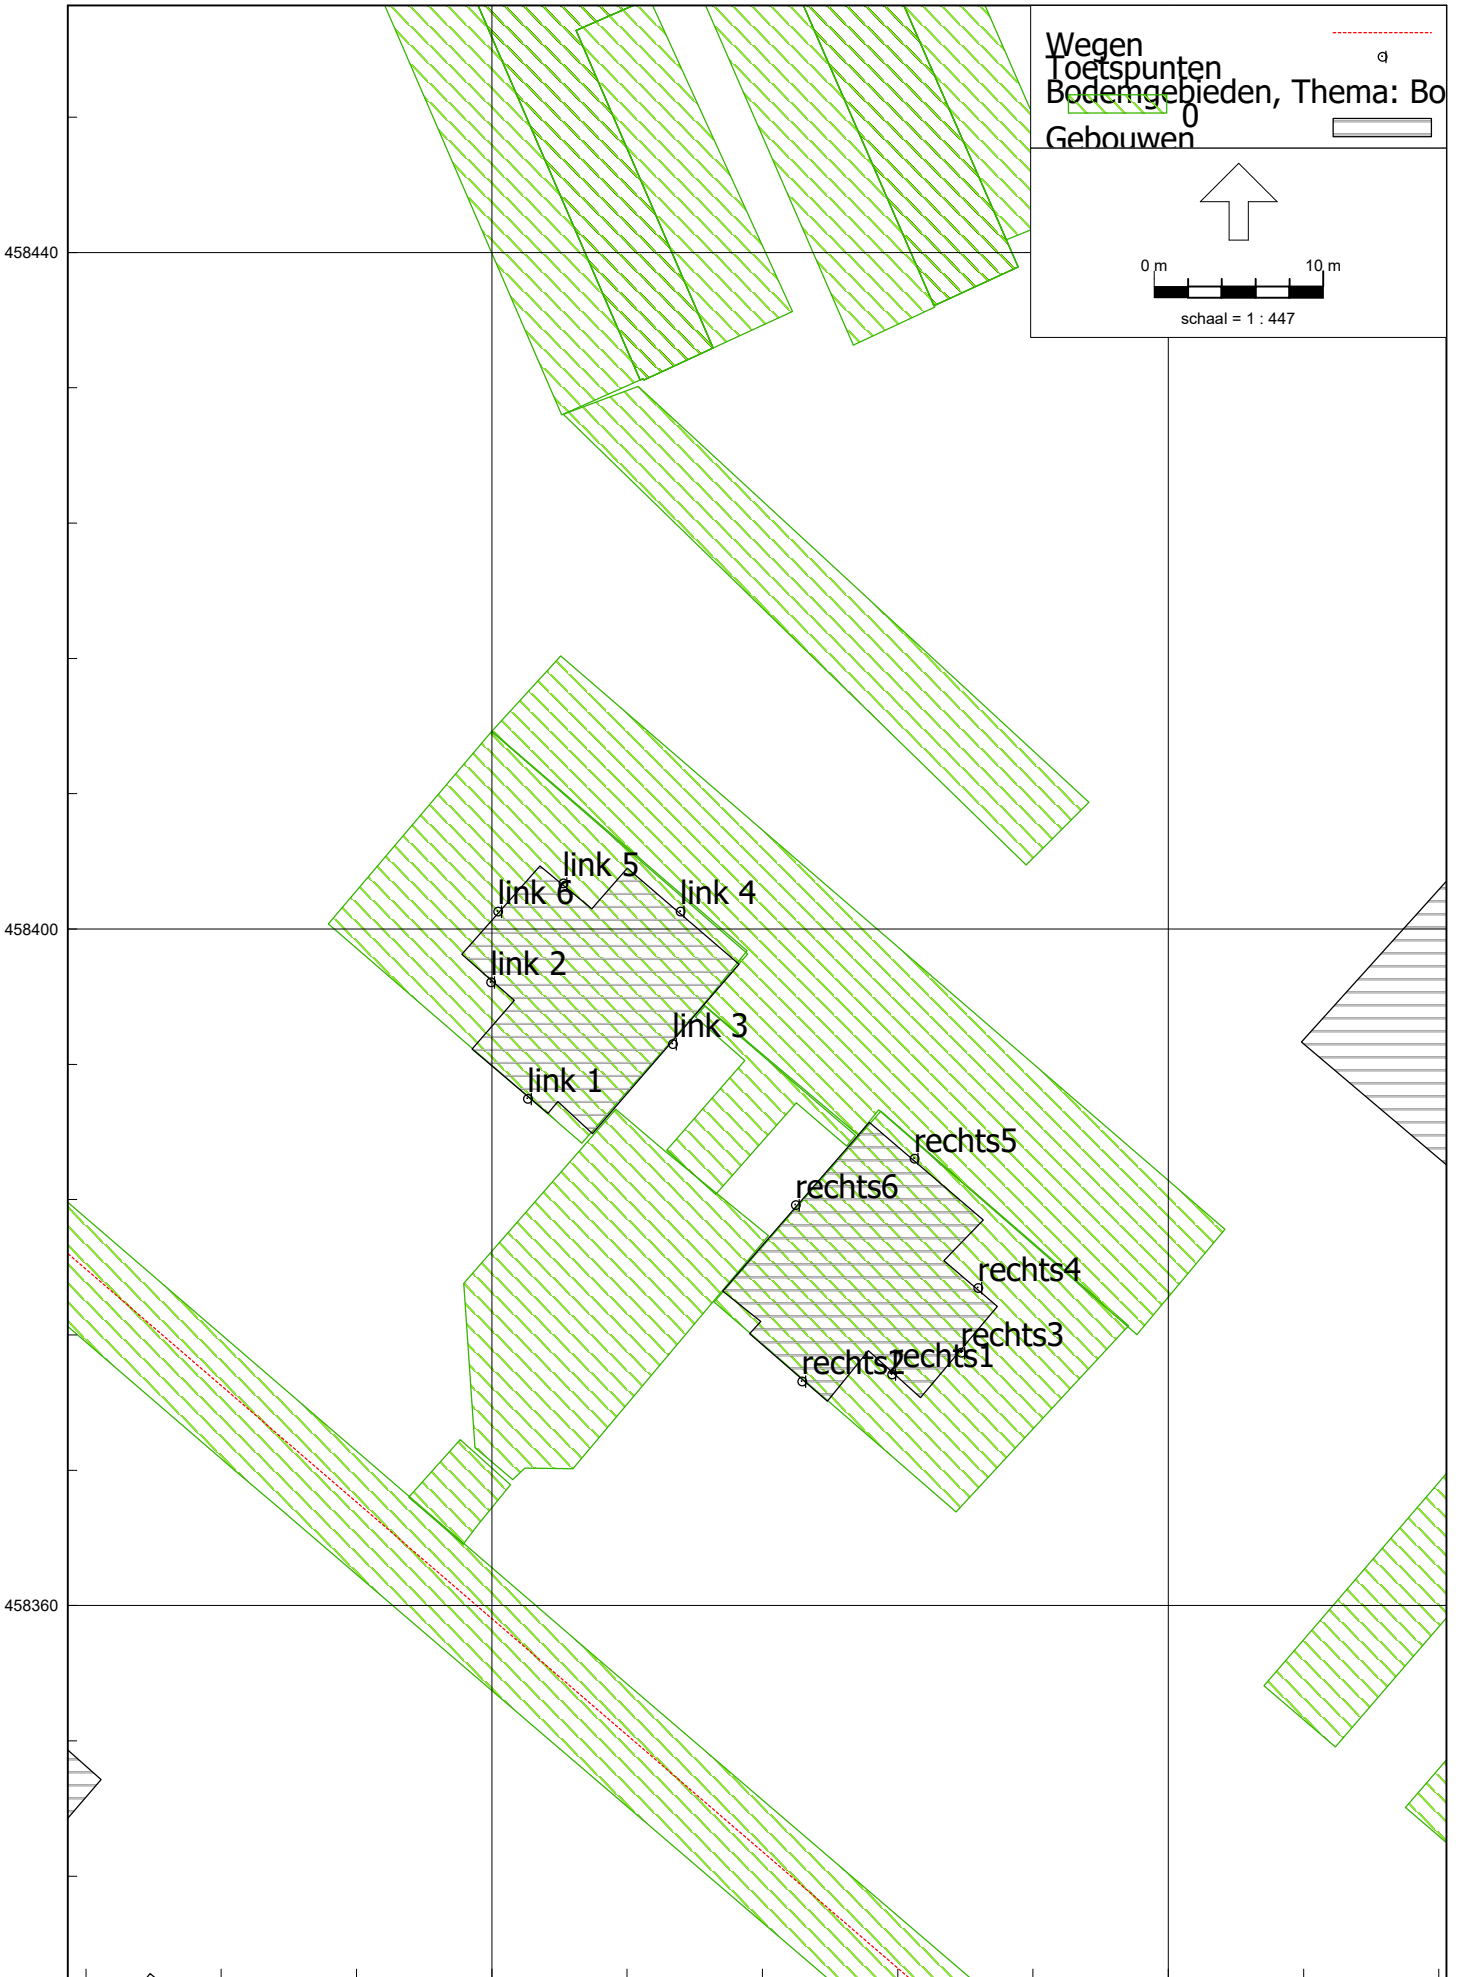 Wegen
Toetspunten
Bodemgebieden, Thema: Bo
0
Gebouwen
0 m 10 m
schaal = 1 : 447
458440
link 5
link 6
link 4
458400
link 2
link 3
link 1
rechts5
rechts6
rechts4
rechts3
rechts1
rechts2
458360